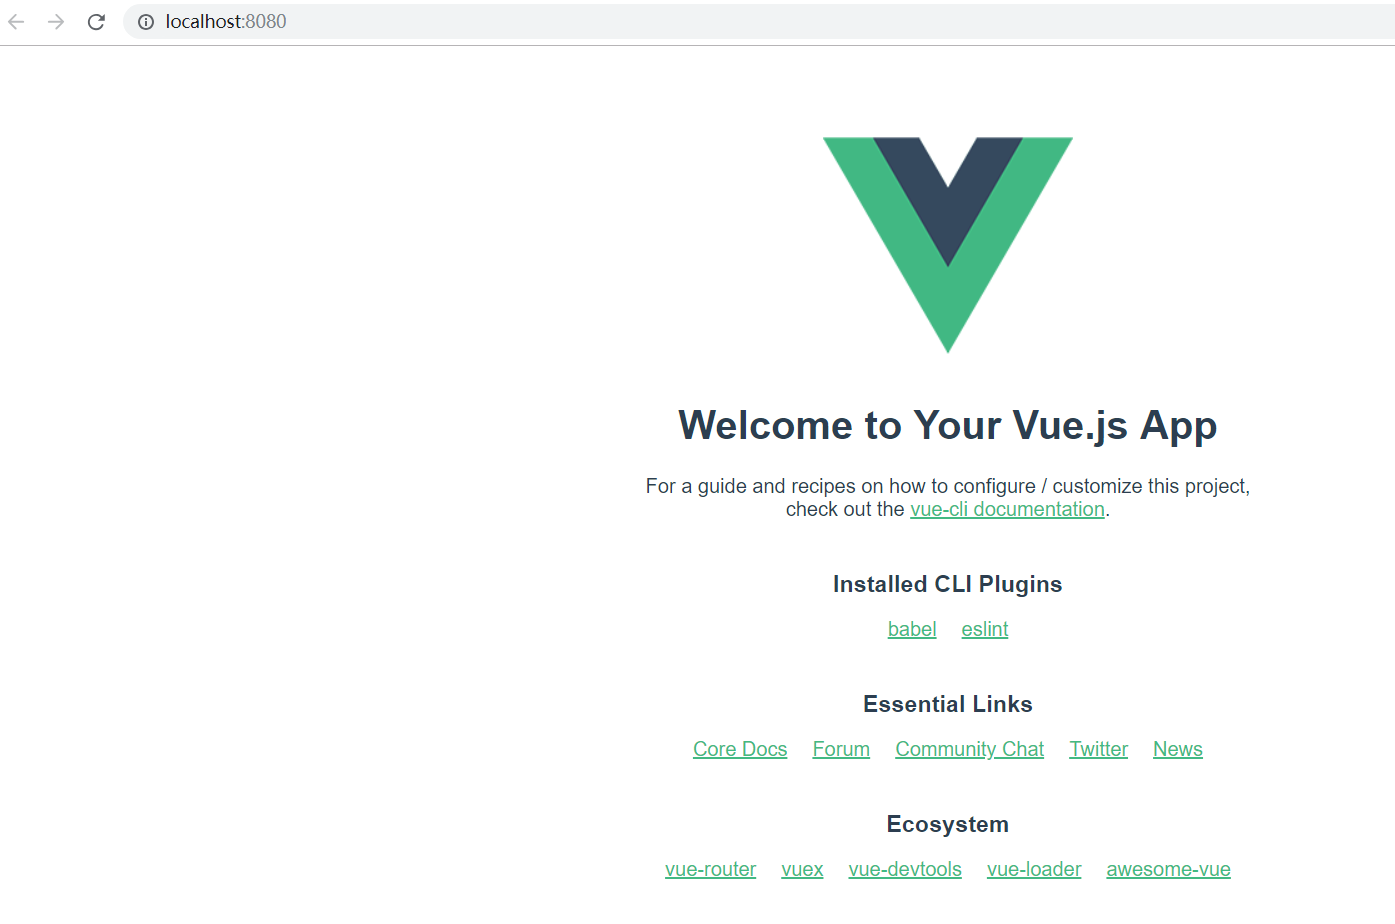 localhost:8080
Welcome to Your Vue.js App
For a guide and recipes on how to configure / customize this project,
check out the vue-cli documentation.
Installed CLI Plugins
babel eslint
Essential Links
Core Docs Forum Community Chat Twitter News
Ecosystem
vue-router vuex vue-devtools vue-loader awesome-vue